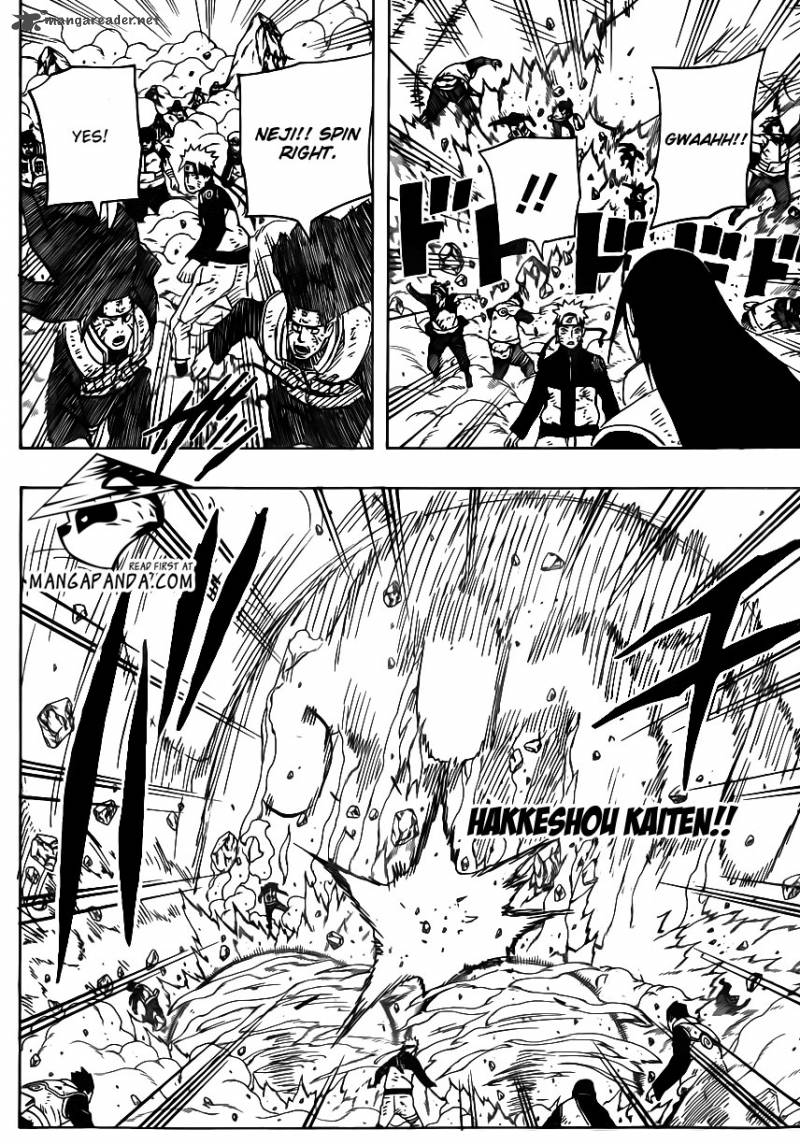 mangareader.net
GWAAHH!!
!!
ドドドドド
NEJI!! SPIN
RIGHT.
YES!
READ FIRST AT
MANGAPANDA.COM
HAKKESHOU KAITEN!!